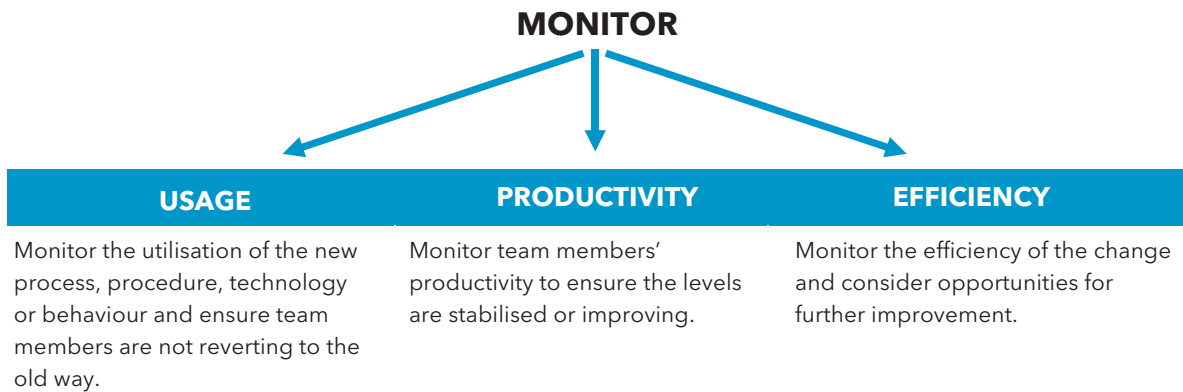 MONITOR
USAGE
Monitor the utilisation of the new
process, procedure, technology
or behaviour and ensure team
members are not reverting to the
old way.
PRODUCTIVITY
Monitor team members’
productivity to ensure the levels
are stabilised or improving.
EFFICIENCY
Monitor the efficiency of the change
and consider opportunities for
further improvement.